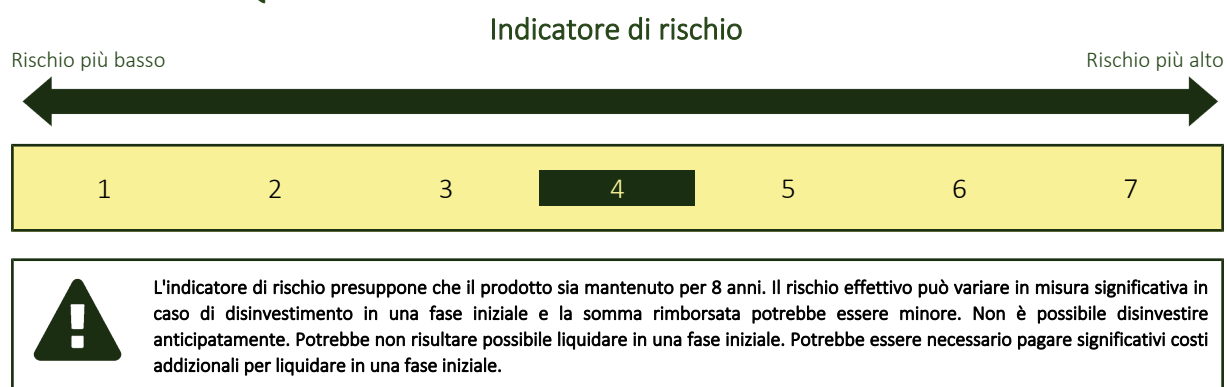 Indicatore di rischio
Rischio più basso
Rischio più alto
1 2 3 4 5 6 7
L'indicatore di rischio presuppone che il prodotto sia mantenuto per 8 anni. Il rischio effettivo può variare in misura significativa in
caso di disinvestimento in una fase iniziale e la somma rimborsata potrebbe essere minore. Non è possibile disinvestire
anticipatamente. Potrebbe non risultare possibile liquidare in una fase iniziale. Potrebbe essere necessario pagare significativi costi
addizionali per liquidare in una fase iniziale.